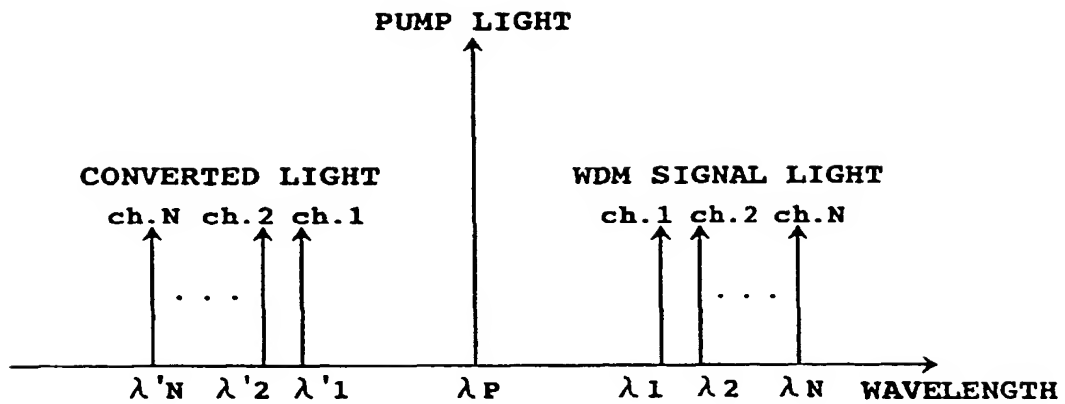 PUMP LIGHT
CONVERTED LIGHT WDM SIGNAL LIGHT
ch.N ch.2 ch.1 ch.1 ch.2 ch.N
. . . . . .
λ'N λ'2 λ'1 λP λ1 λ2 λN WAVELENGTH